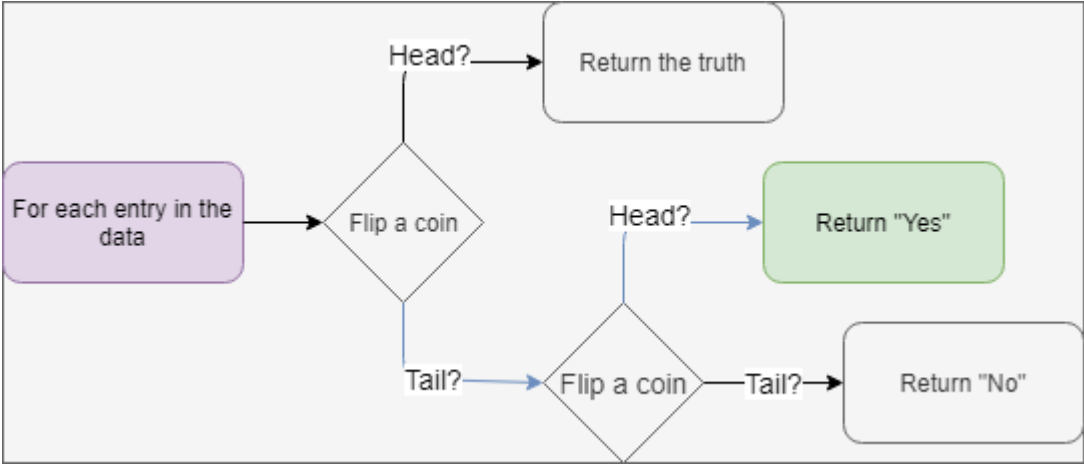 Head?
Return the truth
For each entry in the
data
Flip a coin
Head?
Return "Yes"
Tail?
Flip a coin
Tail?
Return "No"